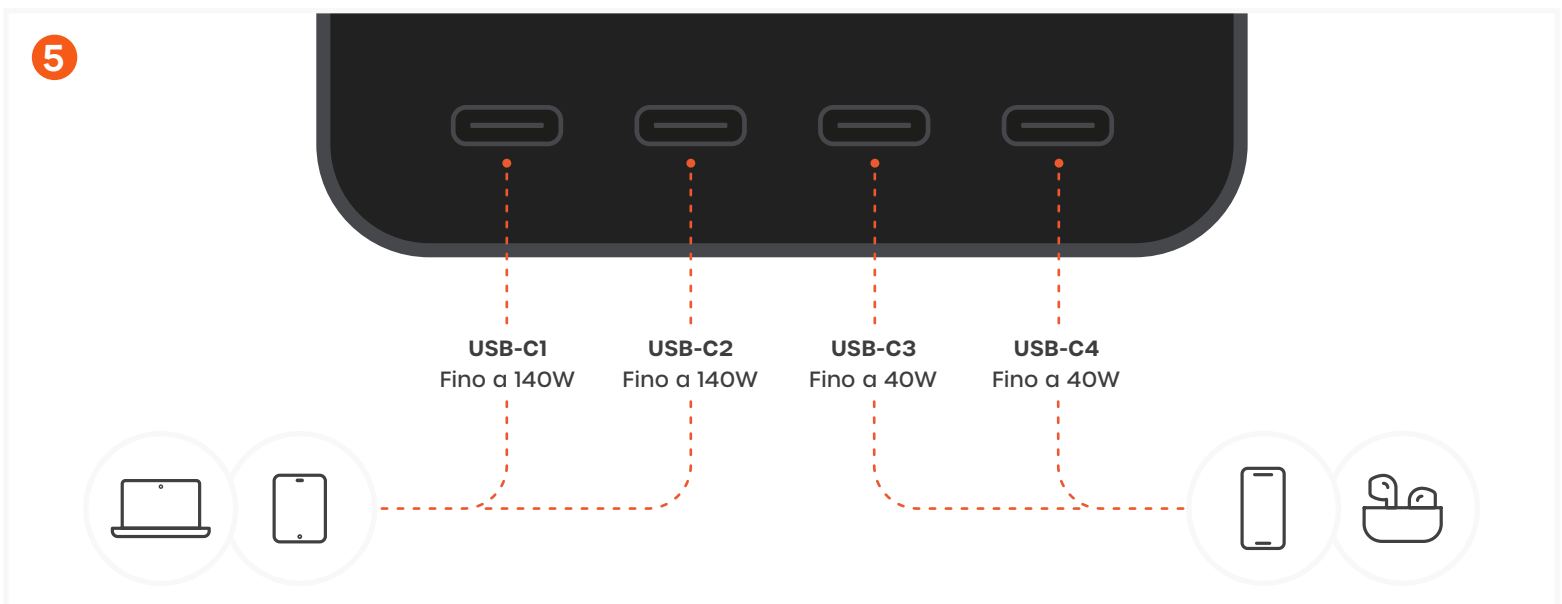 5
USB-C1
Fino a 140W
USB-C2
Fino a 140W
USB-C3
Fino a 40W
USB-C4
Fino a 40W